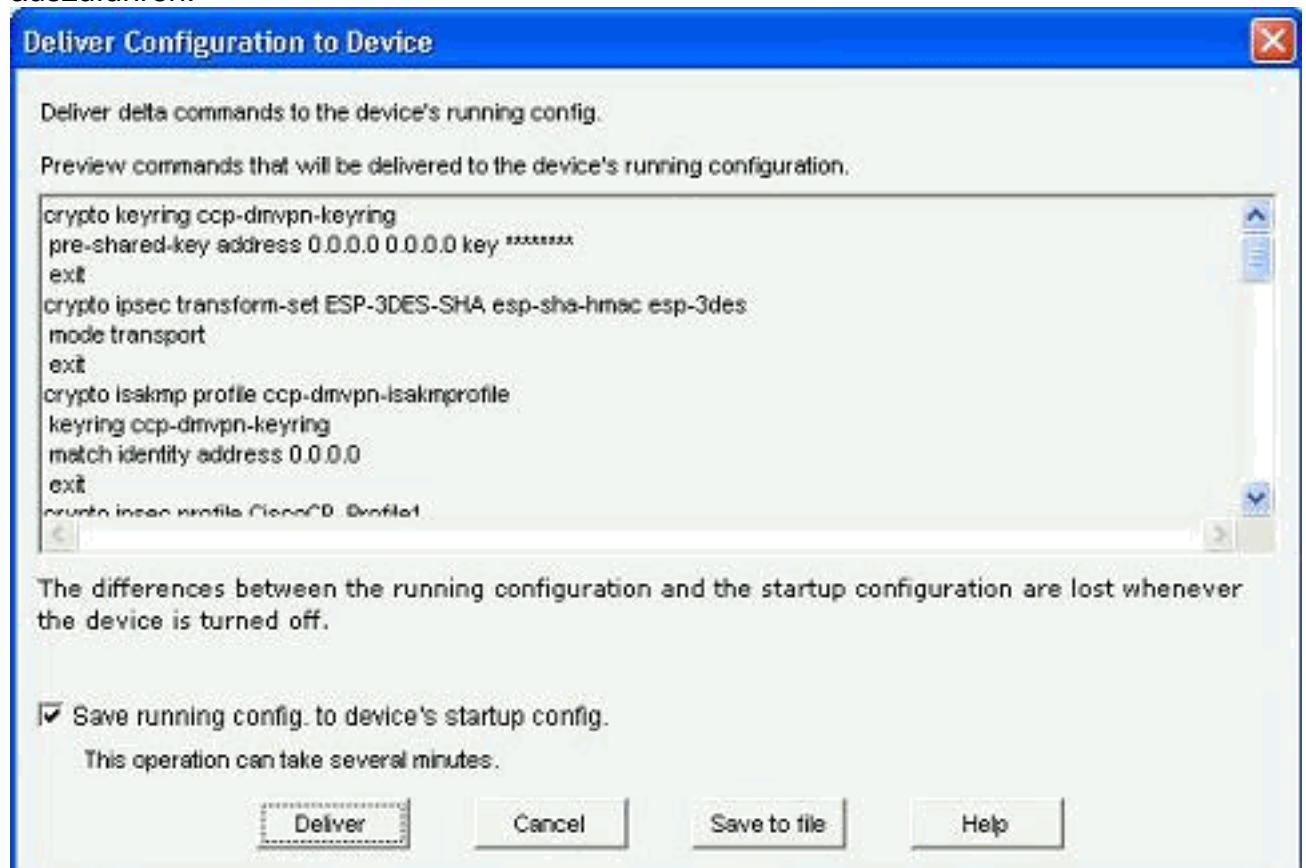 Deliver Configuration to Device
Deliver delta commands to the device's running config.
Preview commands that will be delivered to the device's running configuration.
crypto keyring ccp-dmvpn-keyring
pre-shared-key address 0.0.0.0 0.0.0.0 key ********
exit
crypto ipsec transform-set ESP-3DES-SHA esp-sha-hmac esp-3des
mode transport
exit
crypto isakmp profile ccp-dmvpn-isakmprofile
keyring ccp-dmvpn-keyring
match identity address 0.0.0.0
exit
crypto ipsec profile CiscoCP_Profile1
The differences between the running configuration and the startup configuration are lost whenever
the device is turned off.
Save running config. to device's startup config.
This operation can take several minutes.
Deliver Cancel Save to file Help